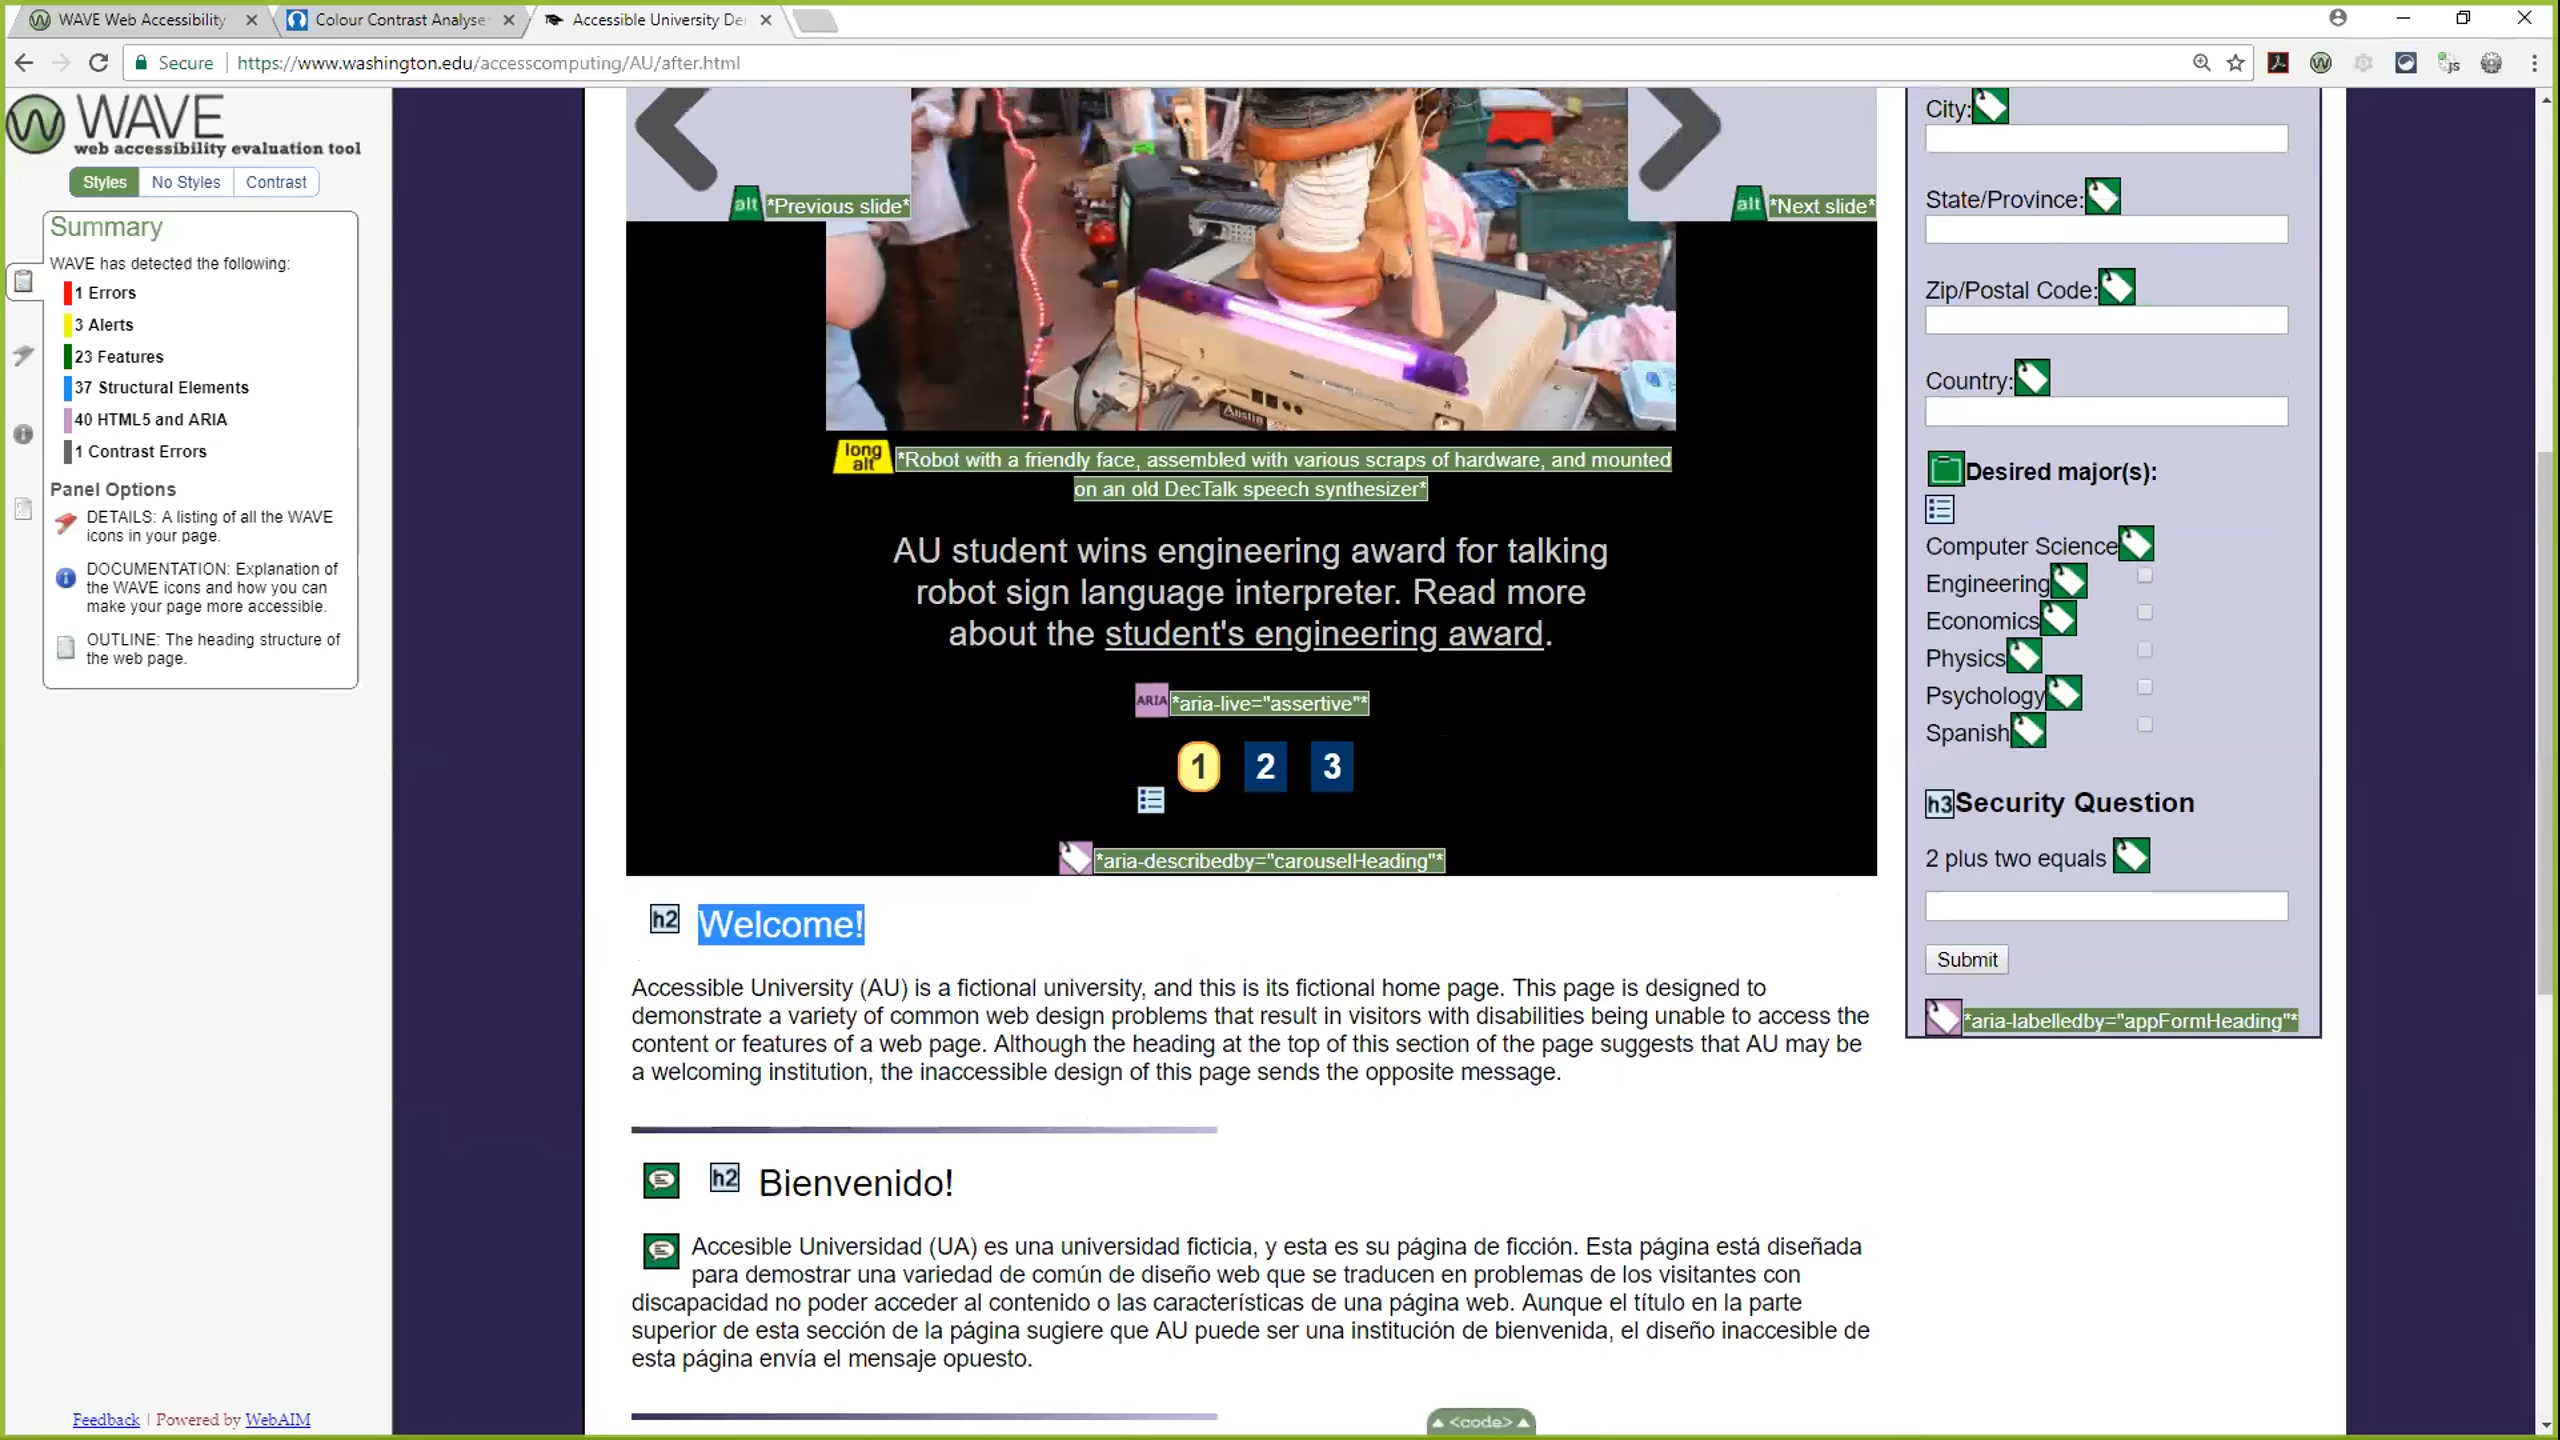 WAVE Web Accessibility
Colour Contrast Analyse
Accessible University De
Secure
https://www.washington.edu/accesscomputing/AU/after.html
WAVE
web accessibility evaluation tool
Styles
No Styles
Contrast
Summary
WAVE has detected the following:
1 Errors
3 Alerts
23 Features
37 Structural Elements
40 HTML5 and ARIA
1 Contrast Errors
Panel Options
DETAILS: A listing of all the WAVE
icons in your page.
DOCUMENTATION: Explanation of
the WAVE icons and how you can
make your page more accessible.
OUTLINE: The heading structure of
the web page.
Feedback | Powered by WebAIM
alt *Previous slide*
alt *Next slide*
Austin
long
alt
*Robot with a friendly face, assembled with various scraps of hardware, and mounted
on an old DecTalk speech synthesizer*
AU student wins engineering award for talking
robot sign language interpreter. Read more
about the student's engineering award.
ARIA *aria-live="assertive"*
1 2 3
*aria-describedby="carouselHeading"*
h2 Welcome!
Accessible University (AU) is a fictional university, and this is its fictional home page. This page is designed to
demonstrate a variety of common web design problems that result in visitors with disabilities being unable to access the
content or features of a web page. Although the heading at the top of this section of the page suggests that AU may be
a welcoming institution, the inaccessible design of this page sends the opposite message.
h2 Bienvenido!
Accesible Universidad (UA) es una universidad ficticia, y esta es su página de ficción. Esta página está diseñada
para demostrar una variedad de común de diseño web que se traducen en problemas de los visitantes con
discapacidad no poder acceder al contenido o las características de una página web. Aunque el título en la parte
superior de esta sección de la página sugiere que AU puede ser una institución de bienvenida, el diseño inaccesible de
esta página envía el mensaje opuesto.
<code>
City:
State/Province:
Zip/Postal Code:
Country:
Desired major(s):
Computer Science
Engineering
Economics
Physics
Psychology
Spanish
h3 Security Question
2 plus two equals
Submit
*aria-labelledby="appFormHeading"*